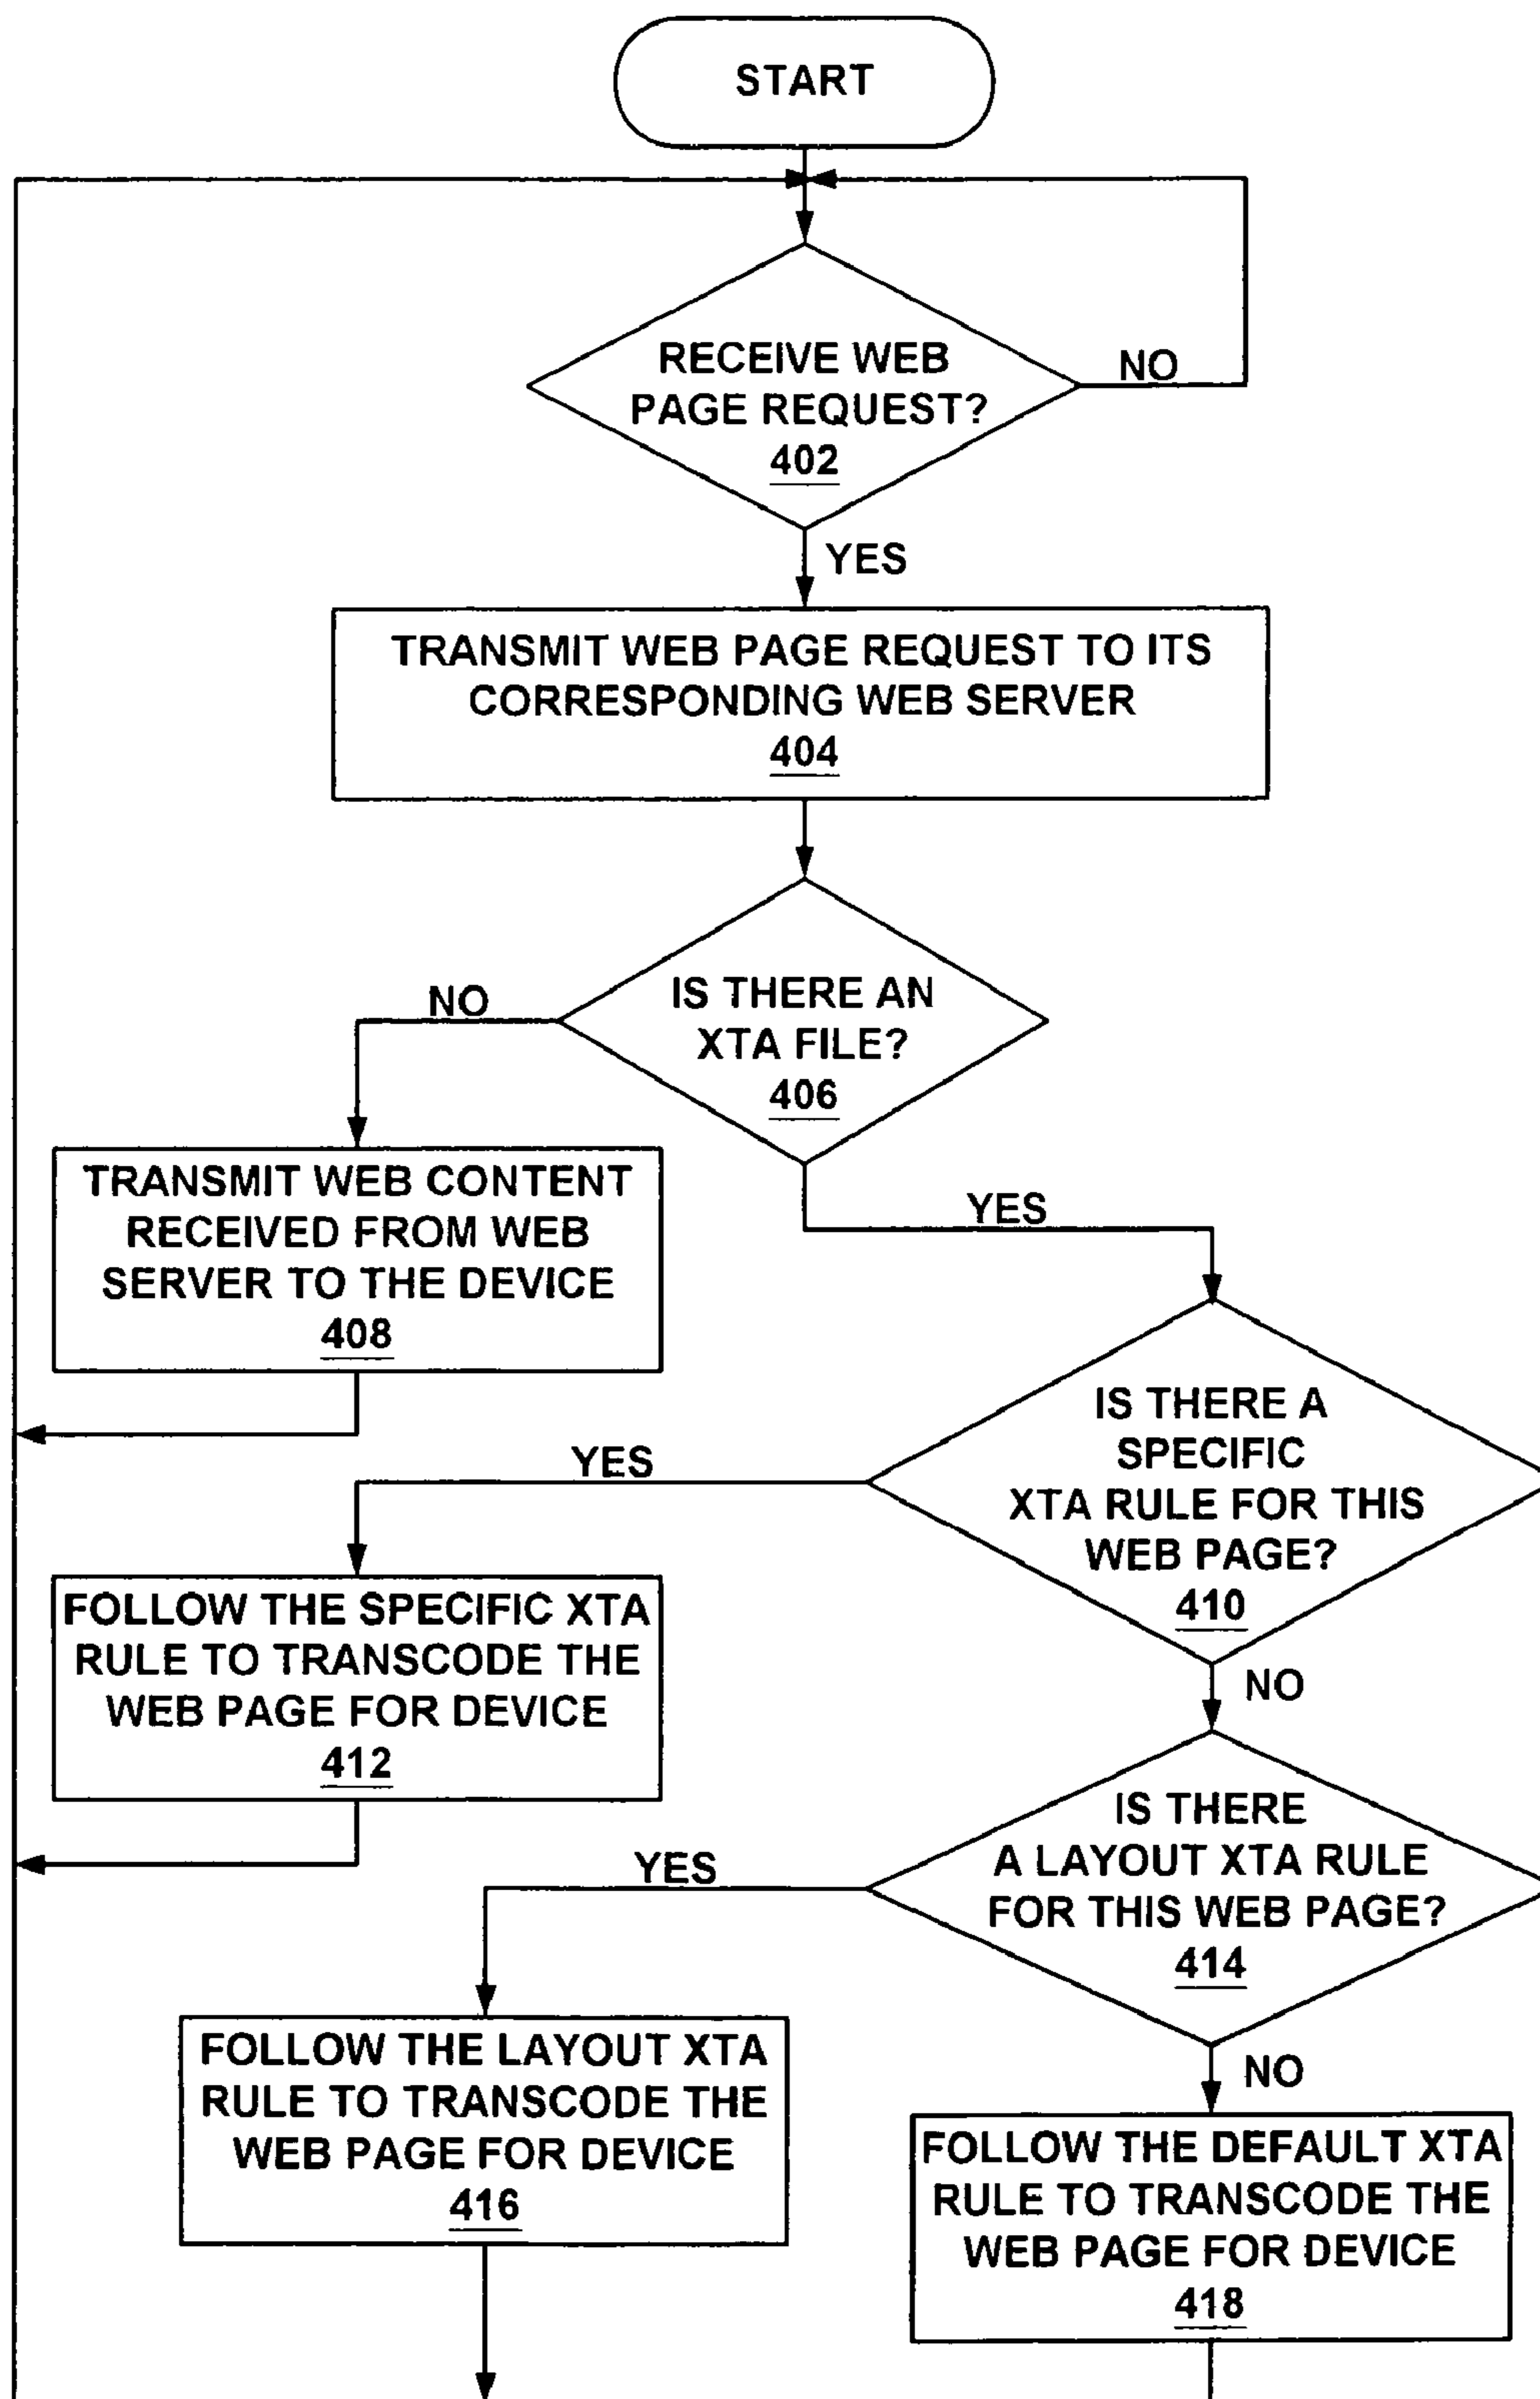 START
RECEIVE WEB
PAGE REQUEST?
402
NO
YES
TRANSMIT WEB PAGE REQUEST TO ITS
CORRESPONDING WEB SERVER
404
IS THERE AN
XTA FILE?
406
NO
YES
TRANSMIT WEB CONTENT
RECEIVED FROM WEB
SERVER TO THE DEVICE
408
IS THERE A
SPECIFIC
XTA RULE FOR THIS
WEB PAGE?
410
YES
NO
FOLLOW THE SPECIFIC XTA
RULE TO TRANSCODE THE
WEB PAGE FOR DEVICE
412
IS THERE
A LAYOUT XTA RULE
FOR THIS WEB PAGE?
414
YES
NO
FOLLOW THE LAYOUT XTA
RULE TO TRANSCODE THE
WEB PAGE FOR DEVICE
416
FOLLOW THE DEFAULT XTA
RULE TO TRANSCODE THE
WEB PAGE FOR DEVICE
418